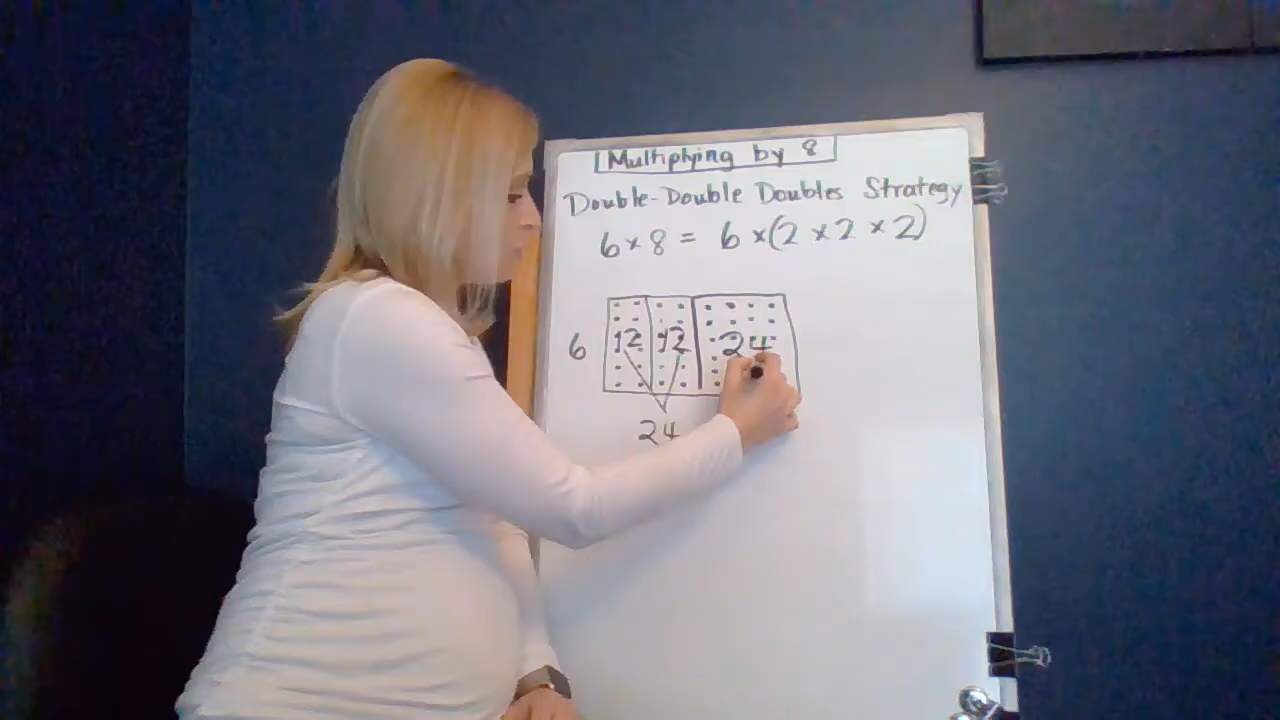 Multiplying by 8
Double-Double Doubles Strategy
6 × 8 = 6 × (2 × 2 × 2)
6 12 12 24
24